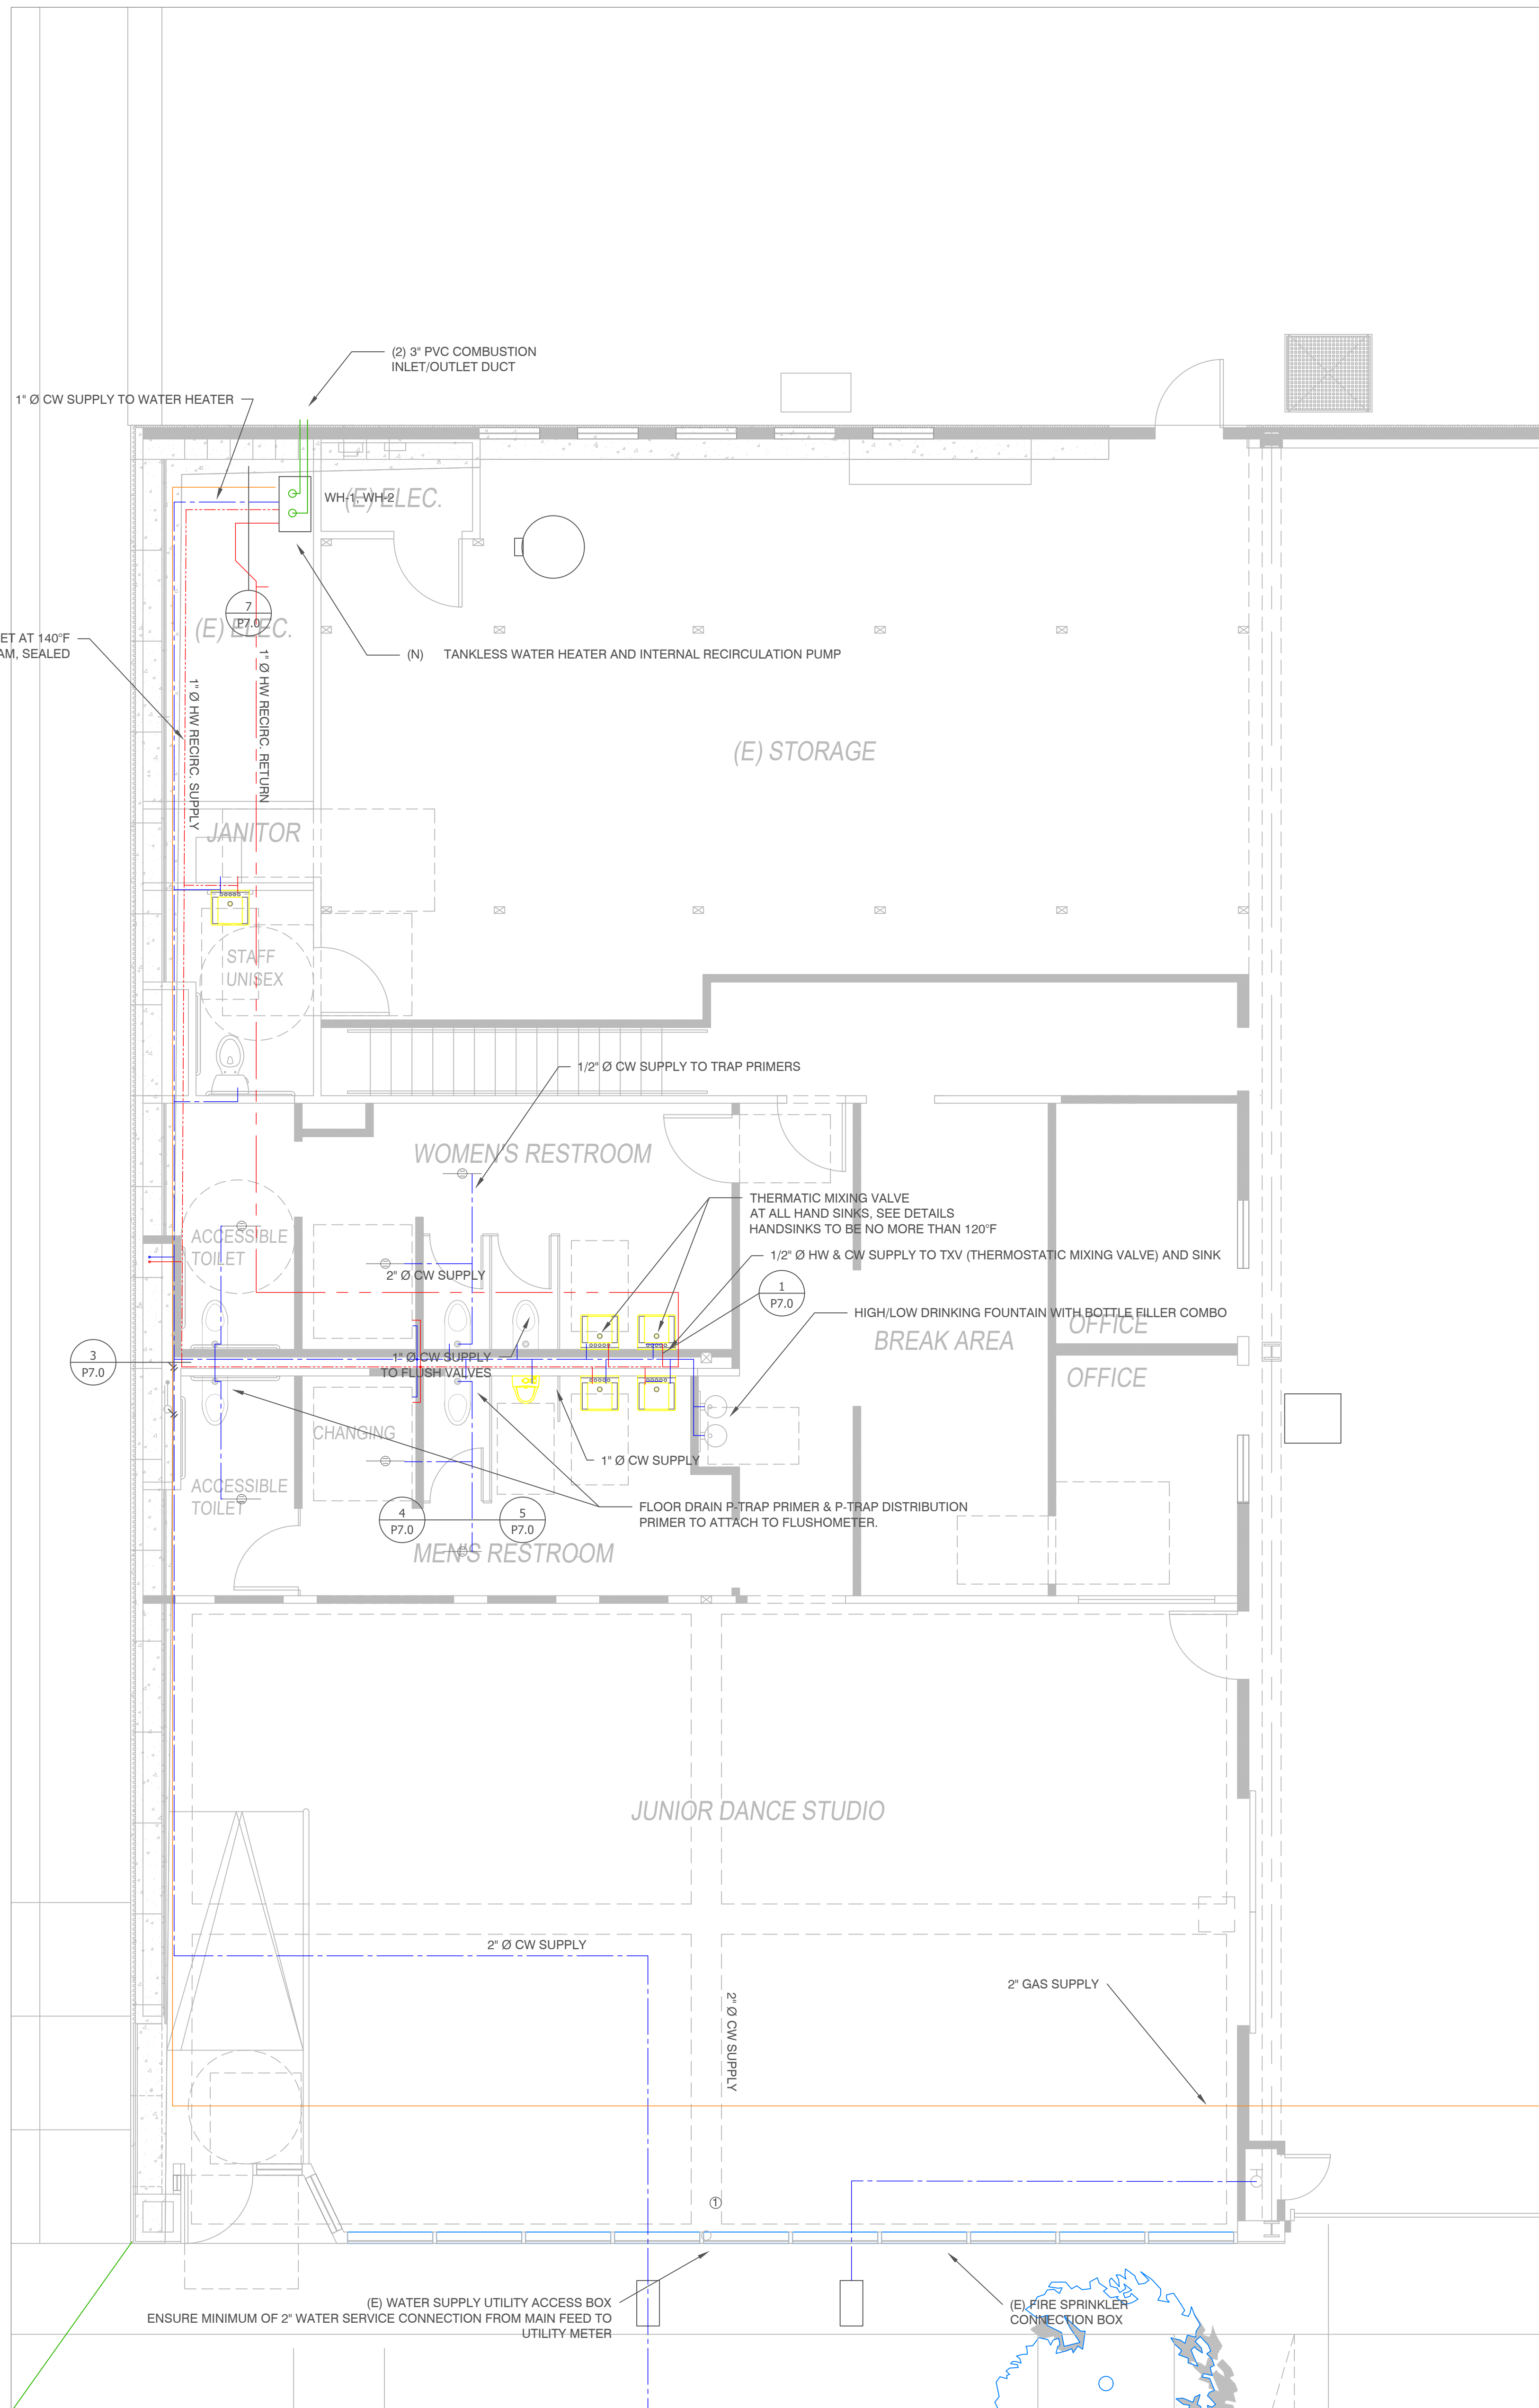 (2) 3" PVC COMBUSTION
INLET/OUTLET DUCT
1" Ø CW SUPPLY TO WATER HEATER
WH-1, WH-2
(E) ELEC.
7
P7.0
(E) ELEC.
ET AT 140°F
AM, SEALED
(N) TANKLESS WATER HEATER AND INTERNAL RECIRCULATION PUMP
1" Ø HW RECIRC. SUPPLY
1" Ø HW RECIRC. RETURN
(E) STORAGE
JANITOR
STAFF
UNISEX
1/2" Ø CW SUPPLY TO TRAP PRIMERS
WOMEN'S RESTROOM
THERMATIC MIXING VALVE
AT ALL HAND SINKS, SEE DETAILS
HANDSINKS TO BE NO MORE THAN 120°F
ACCESSIBLE
TOILET
1/2" Ø HW & CW SUPPLY TO TXV (THERMOSTATIC MIXING VALVE) AND SINK
2" Ø CW SUPPLY
1
P7.0
HIGH/LOW DRINKING FOUNTAIN WITH BOTTLE FILLER COMBO
BREAK AREA
OFFICE
3
P7.0
1" Ø CW SUPPLY
TO FLUSH VALVES
OFFICE
CHANGING
1" Ø CW SUPPLY
ACCESSIBLE
TOILET
4
P7.0
5
P7.0
FLOOR DRAIN P-TRAP PRIMER & P-TRAP DISTRIBUTION
PRIMER TO ATTACH TO FLUSHOMETER.
MEN'S RESTROOM
JUNIOR DANCE STUDIO
2" Ø CW SUPPLY
2" GAS SUPPLY
2" Ø CW SUPPLY
1
(E) WATER SUPPLY UTILITY ACCESS BOX
ENSURE MINIMUM OF 2" WATER SERVICE CONNECTION FROM MAIN FEED TO
UTILITY METER
(E) FIRE SPRINKLER
CONNECTION BOX